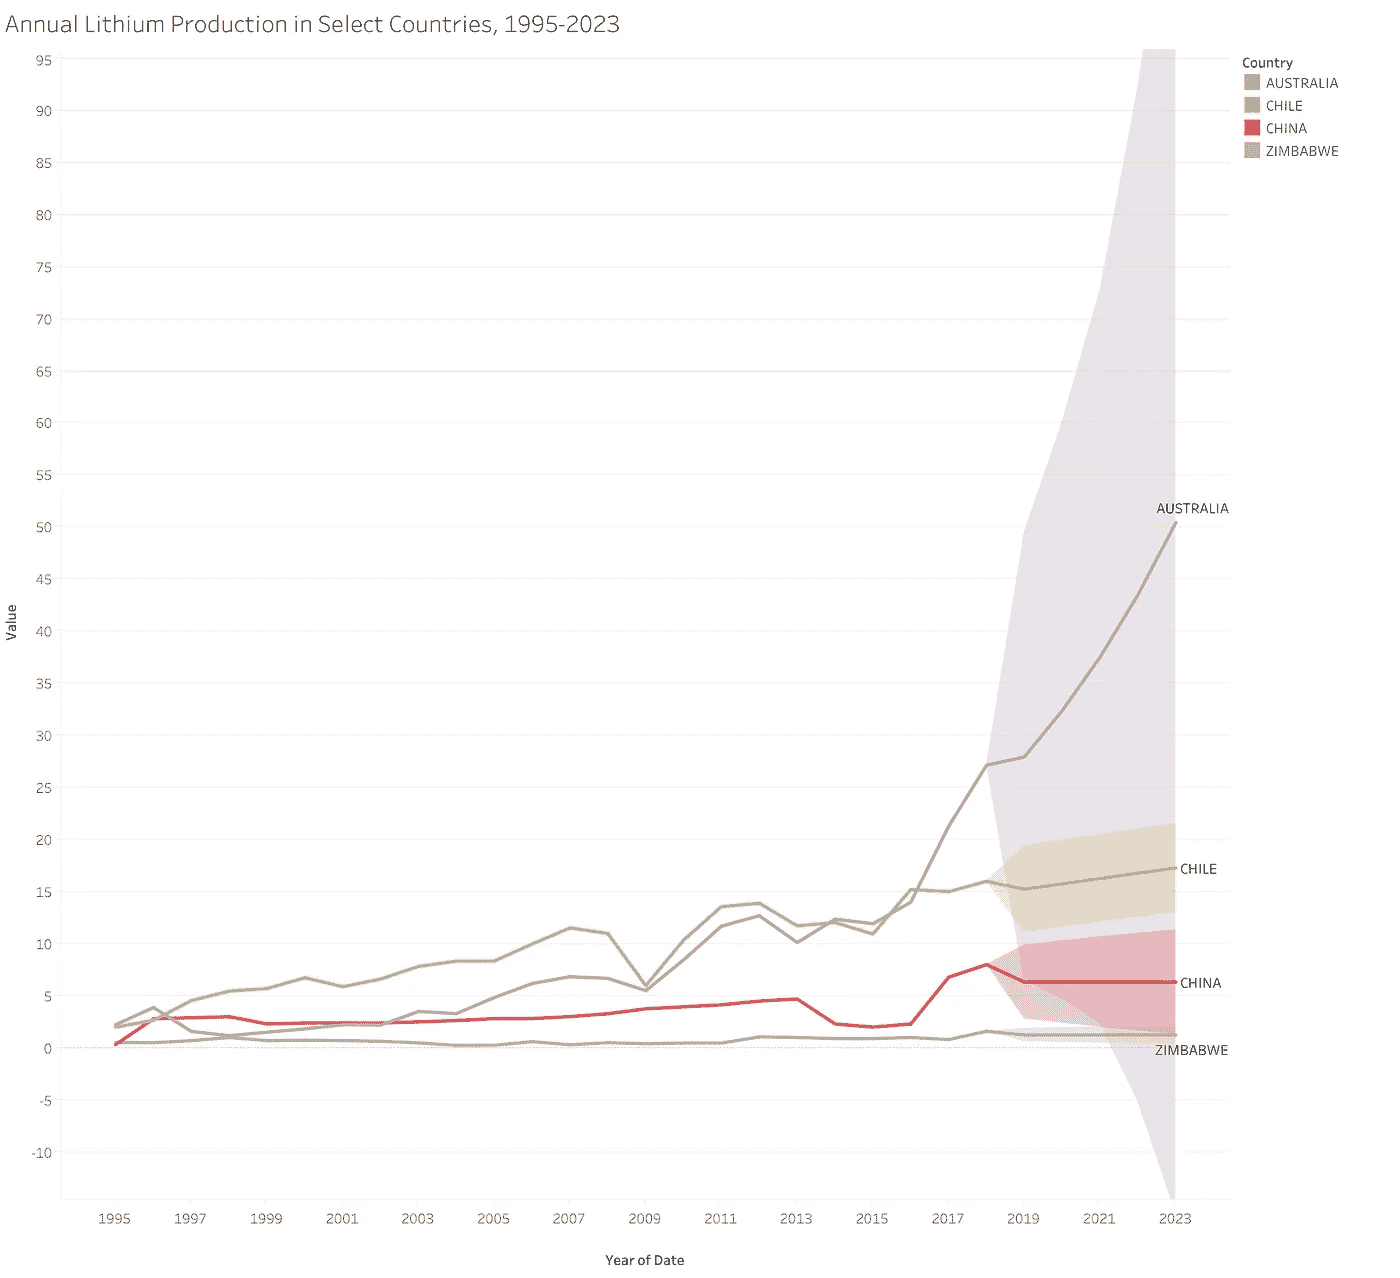 Annual Lithium Production in Select Countries, 1995-2023
Country
AUSTRALIA
CHILE
CHINA
ZIMBABWE
95
90
85
80
75
70
65
60
55
50
45
40
35
30
25
20
15
10
5
0
-5
-10
Value
AUSTRALIA
CHILE
CHINA
ZIMBABWE
1995 1997 1999 2001 2003 2005 2007 2009 2011 2013 2015 2017 2019 2021 2023
Year of Date